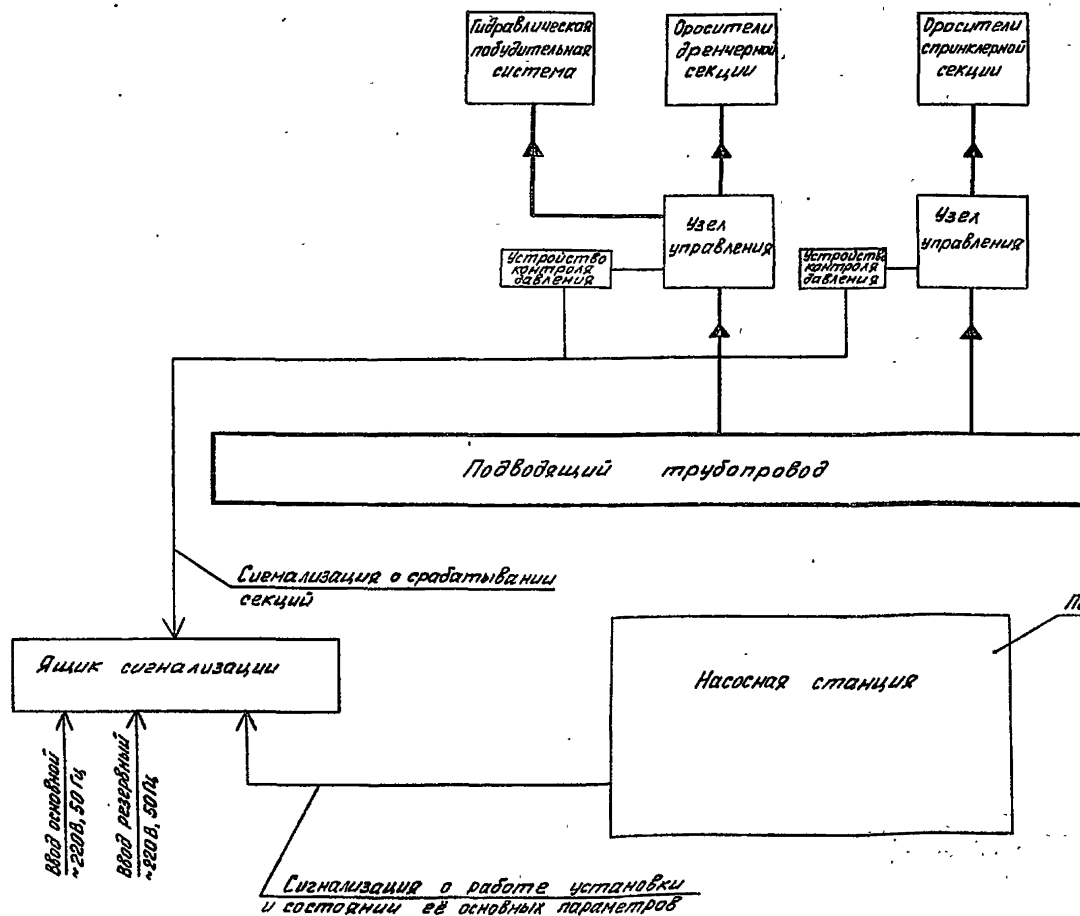 Гидравлическая
побудительная
система
Оросители
дренчерной
секции
Оросители
спринклерной
секции
Узел
управления
Узел
управления
Устройство
контроля
давления
Устройство
контроля
давления
Подводящий трубопровод
Сигнализация о срабатывании
секций
Ящик сигнализации
Насосная станция
Ввод основной
~220В, 50Гц
Ввод резервный
~220В, 50Гц
Сигнализация о работе установки
и состоянии её основных параметров